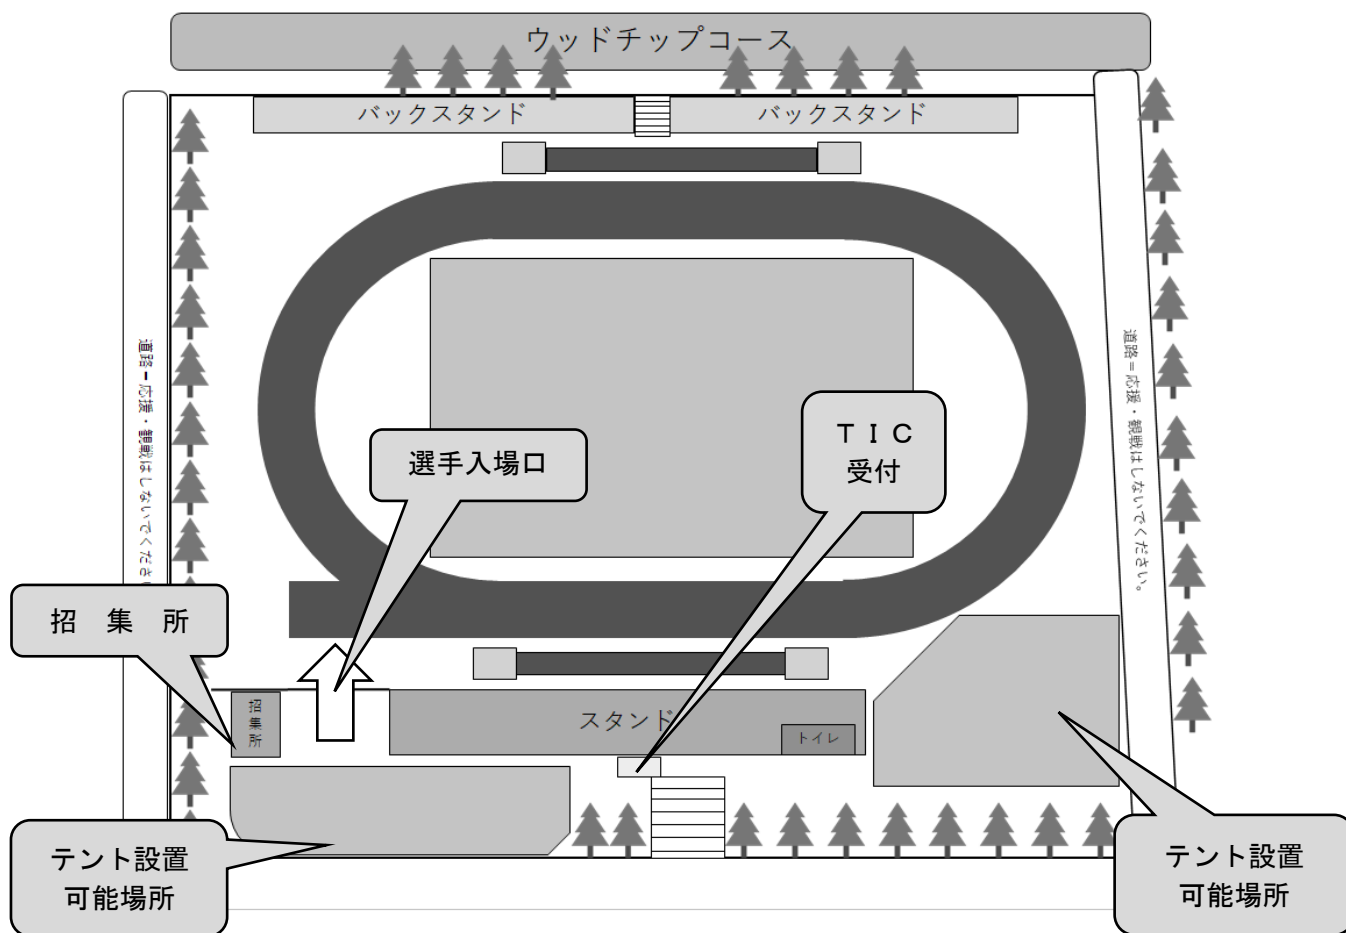 ウッドチップコース
バックスタンド
バックスタンド
道路=応援・観戦はしないでください
道路=応援・観戦はしないでください。
ＴＩＣ
受付
選手入場口
招　集　所
招集所
スタンド
トイレ
テント設置
可能場所
テント設置
可能場所